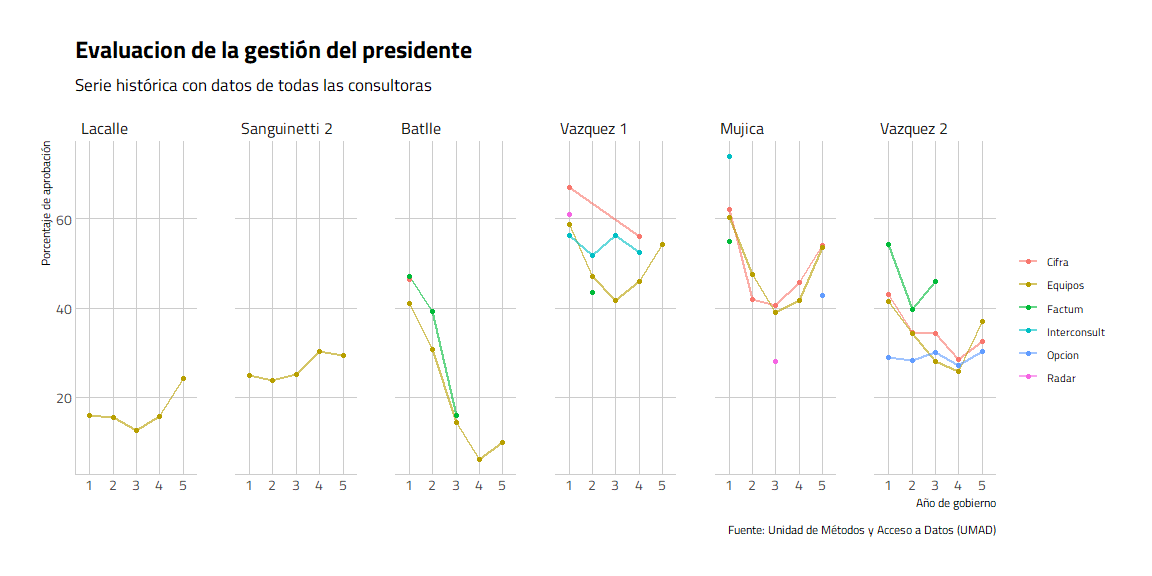 Evaluacion de la gestión del presidente
Serie histórica con datos de todas las consultoras
Lacalle
Sanguinetti 2
Batlle
Vazquez 1
Mujica
Vazquez 2
Porcentaje de aprobación
60
40
20
1 2 3 4 5
1 2 3 4 5
1 2 3 4 5
1 2 3 4 5
1 2 3 4 5
1 2 3 4 5
Año de gobierno
Cifra
Equipos
Factum
Interconsult
Opcion
Radar
Fuente: Unidad de Métodos y Acceso a Datos (UMAD)